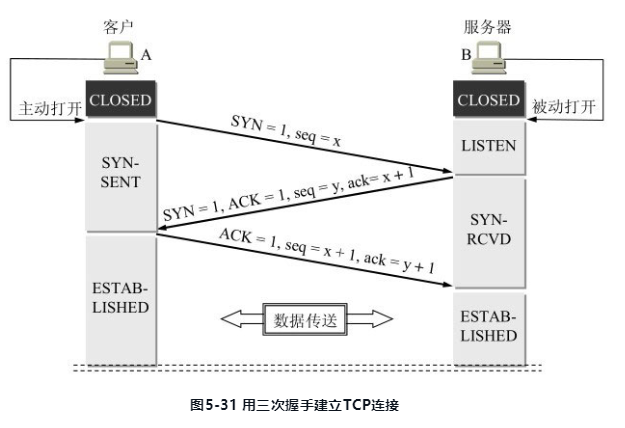 客户
服务器
A
B
CLOSED
CLOSED
主动打开
被动打开
SYN = 1, seq = x
LISTEN
SYN-
SENT
SYN = 1, ACK = 1, seq = y, ack= x + 1
SYN-
RCVD
ACK = 1, seq = x + 1, ack = y + 1
ESTAB-
LISHED
数据传送
ESTAB-
LISHED
图5-31 用三次握手建立TCP连接